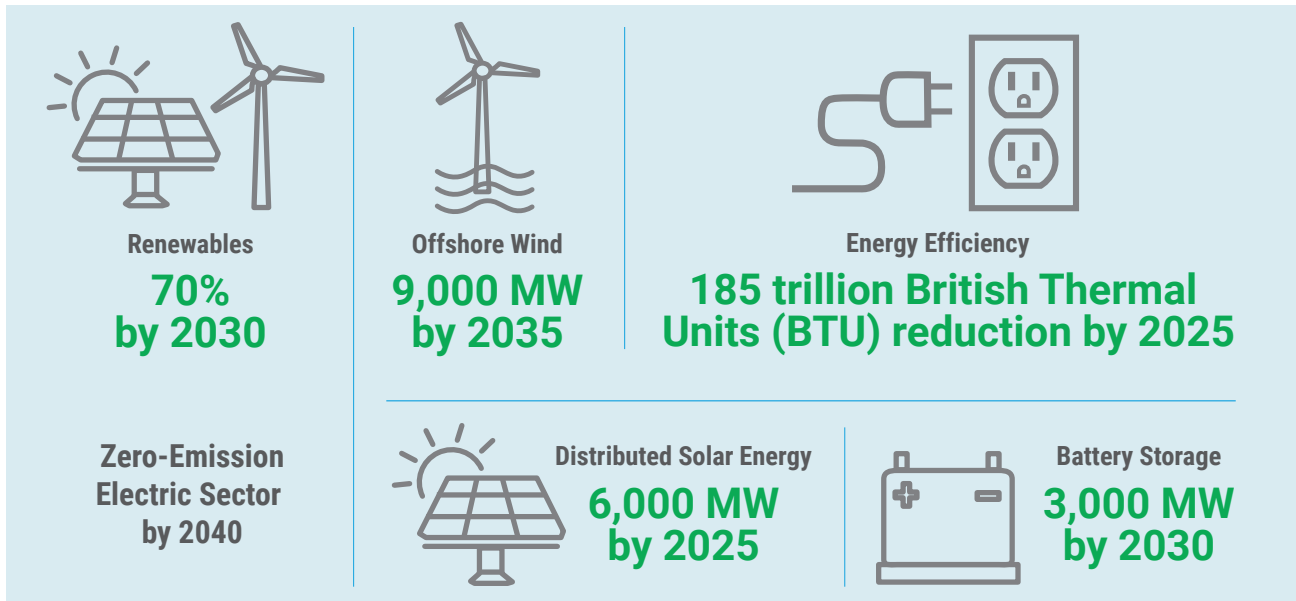 Renewables
70%
by 2030
Zero-Emission
Electric Sector
by 2040
Offshore Wind
9,000 MW
by 2035
Energy Efficiency
185 trillion British Thermal
Units (BTU) reduction by 2025
Distributed Solar Energy
6,000 MW
by 2025
Battery Storage
3,000 MW
by 2030